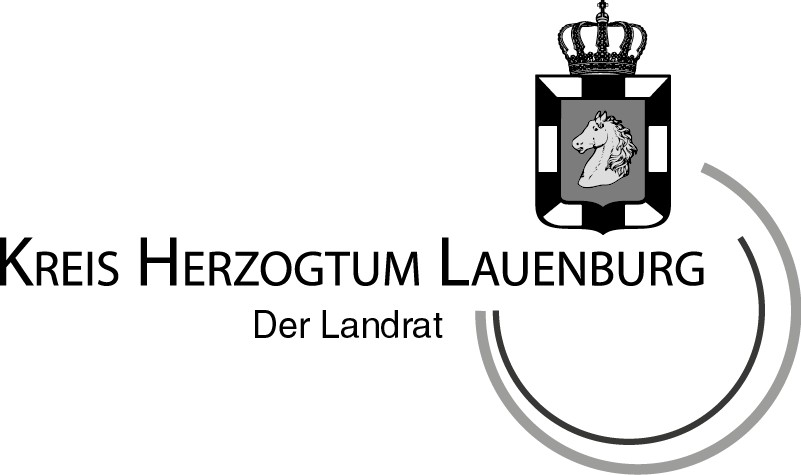 KREIS HERZOGTUM LAUENBURG
Der Landrat